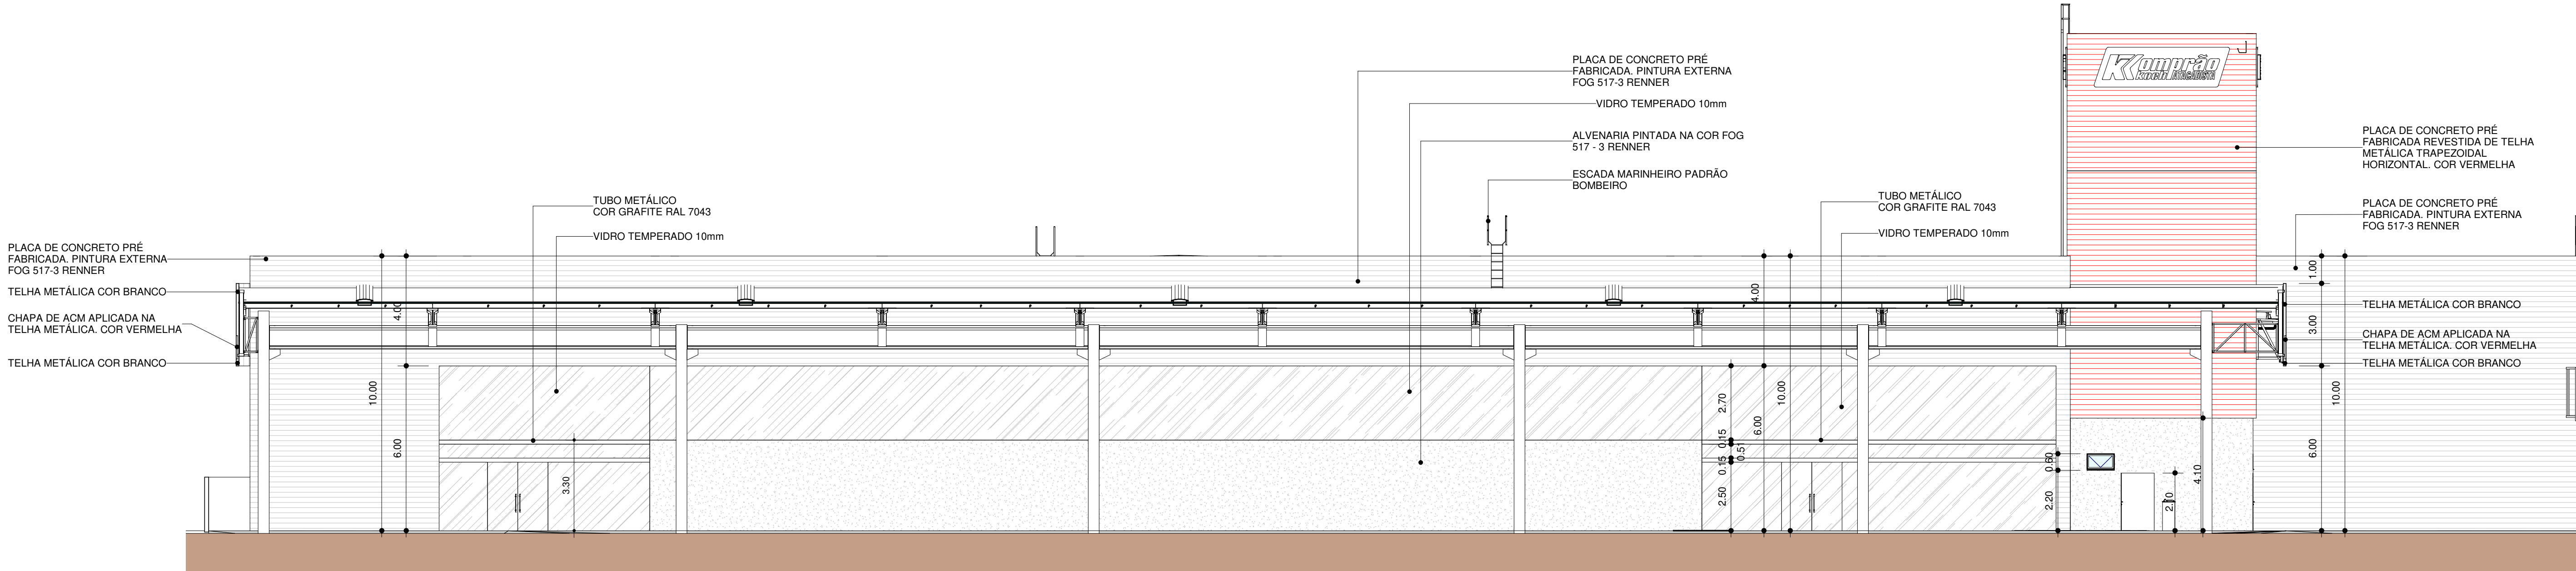 Komprão
koch ATACADISTA
PLACA DE CONCRETO PRÉ
FABRICADA. PINTURA EXTERNA
FOG 517-3 RENNER
VIDRO TEMPERADO 10mm
ALVENARIA PINTADA NA COR FOG
517 - 3 RENNER
ESCADA MARINHEIRO PADRÃO
BOMBEIRO
PLACA DE CONCRETO PRÉ
FABRICADA REVESTIDA DE TELHA
METÁLICA TRAPEZOIDAL
HORIZONTAL. COR VERMELHA
TUBO METÁLICO
COR GRAFITE RAL 7043
VIDRO TEMPERADO 10mm
TUBO METÁLICO
COR GRAFITE RAL 7043
VIDRO TEMPERADO 10mm
PLACA DE CONCRETO PRÉ
FABRICADA. PINTURA EXTERNA
FOG 517-3 RENNER
PLACA DE CONCRETO PRÉ
FABRICADA. PINTURA EXTERNA
FOG 517-3 RENNER
TELHA METÁLICA COR BRANCO
CHAPA DE ACM APLICADA NA
TELHA METÁLICA. COR VERMELHA
TELHA METÁLICA COR BRANCO
TELHA METÁLICA COR BRANCO
CHAPA DE ACM APLICADA NA
TELHA METÁLICA. COR VERMELHA
TELHA METÁLICA COR BRANCO
10.00
4.00
6.00
3.30
2.70
0.15
0.51
0.15
2.50
4.00
6.00
10.00
0.60
2.20
2.10
4.10
1.00
3.00
6.00
10.00